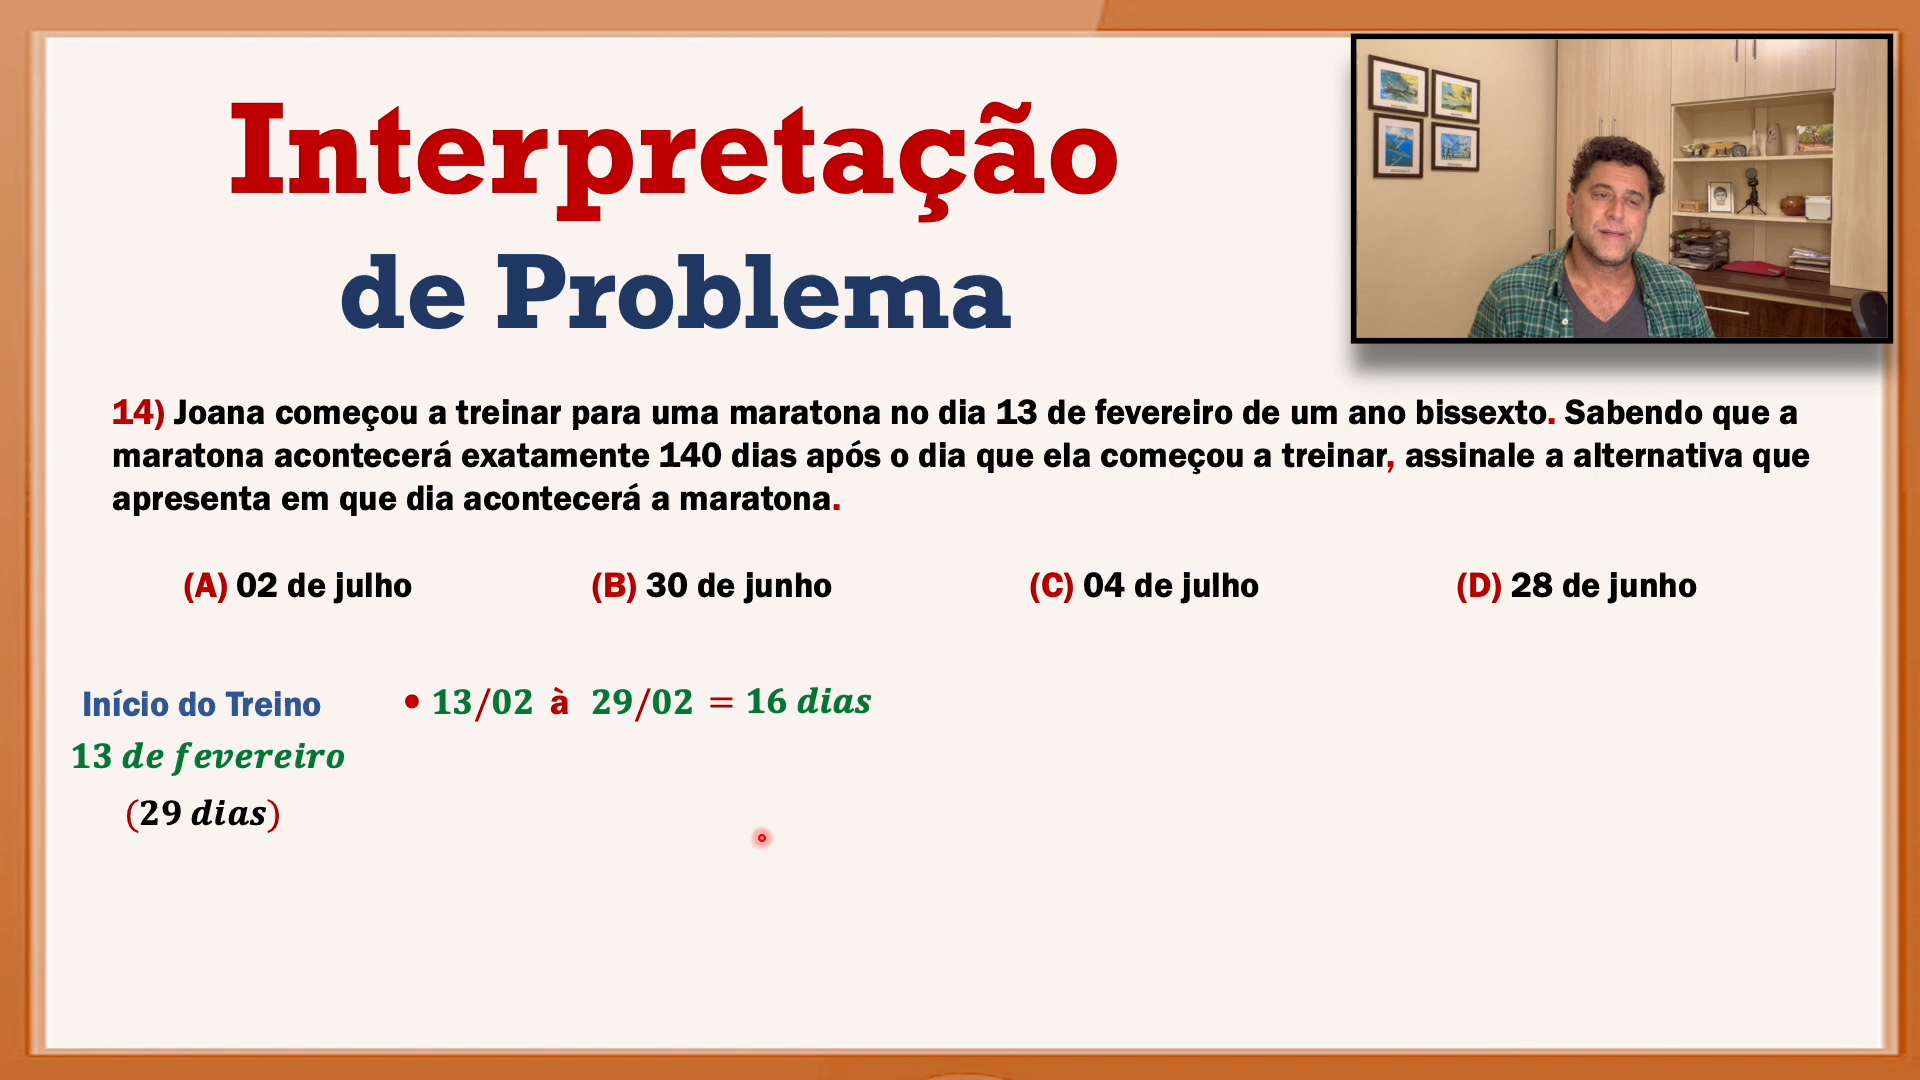 Interpretação
de Problema
14) Joana começou a treinar para uma maratona no dia 13 de fevereiro de um ano bissexto. Sabendo que a
maratona acontecerá exatamente 140 dias após o dia que ela começou a treinar, assinale a alternativa que
apresenta em que dia acontecerá a maratona.
(A) 02 de julho (B) 30 de junho (C) 04 de julho (D) 28 de junho
Início do Treino • 13/02 à 29/02 = 16 dias
13 de fevereiro
(29 dias)